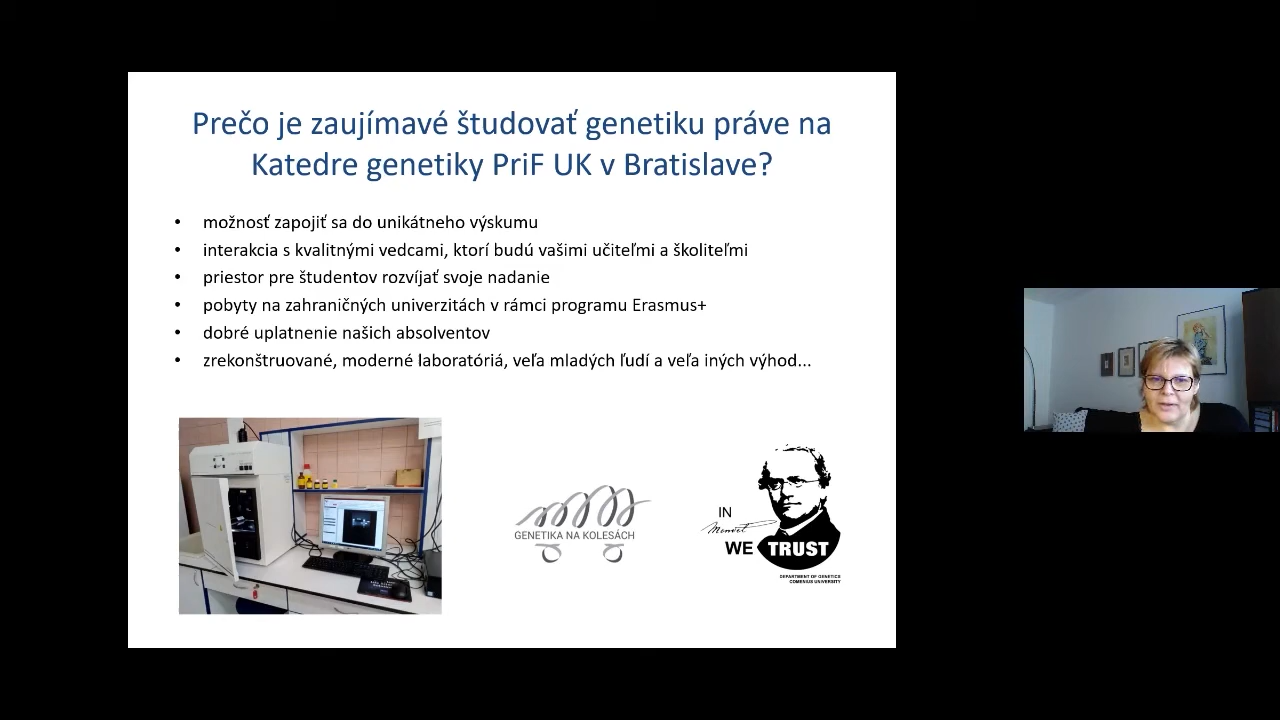 Prečo je zaujímavé študovať genetiku práve na
Katedre genetiky PriF UK v Bratislave?
• možnosť zapojiť sa do unikátneho výskumu
• interakcia s kvalitnými vedcami, ktorí budú vašimi učiteľmi a školiteľmi
• priestor pre študentov rozvíjať svoje nadanie
• pobyty na zahraničných univerzitách v rámci programu Erasmus+
• dobré uplatnenie našich absolventov
• zrekonštruované, moderné laboratóriá, veľa mladých ľudí a veľa iných výhod...
GENETIKA NA KOLESÁCH
IN
Mendel
WE TRUST
DEPARTMENT OF GENETICS
COMENIUS UNIVERSITY